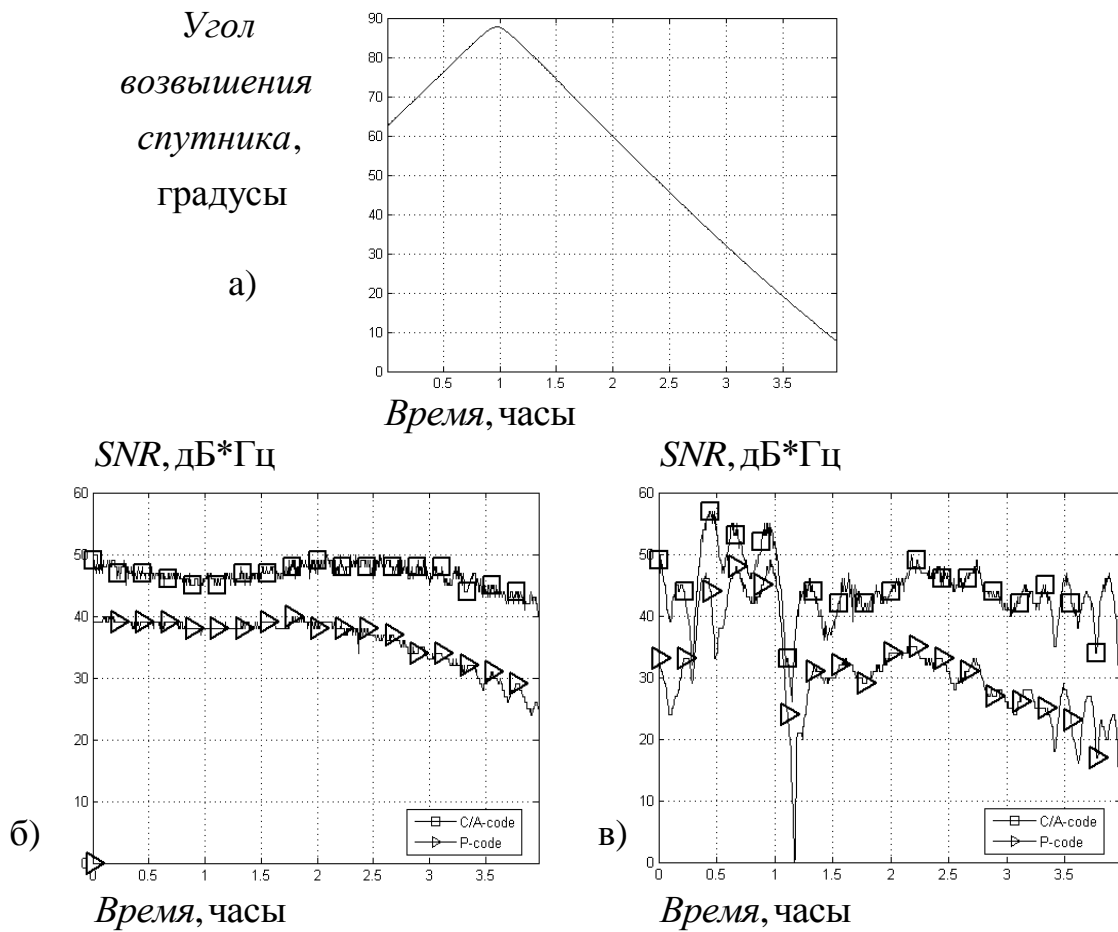 Угол
возвышения
спутника,
градусы
а)
90
80
70
60
50
40
30
20
10
0
0.5 1 1.5 2 2.5 3 3.5
Время, часы
SNR, дБ*Гц
60
50
40
30
20
10
0
0 0.5 1 1.5 2 2.5 3 3.5
C/A-code
P-code
б)
Время, часы
SNR, дБ*Гц
60
50
40
30
20
10
0
0 0.5 1 1.5 2 2.5 3 3.5
C/A-code
P-code
в)
Время, часы